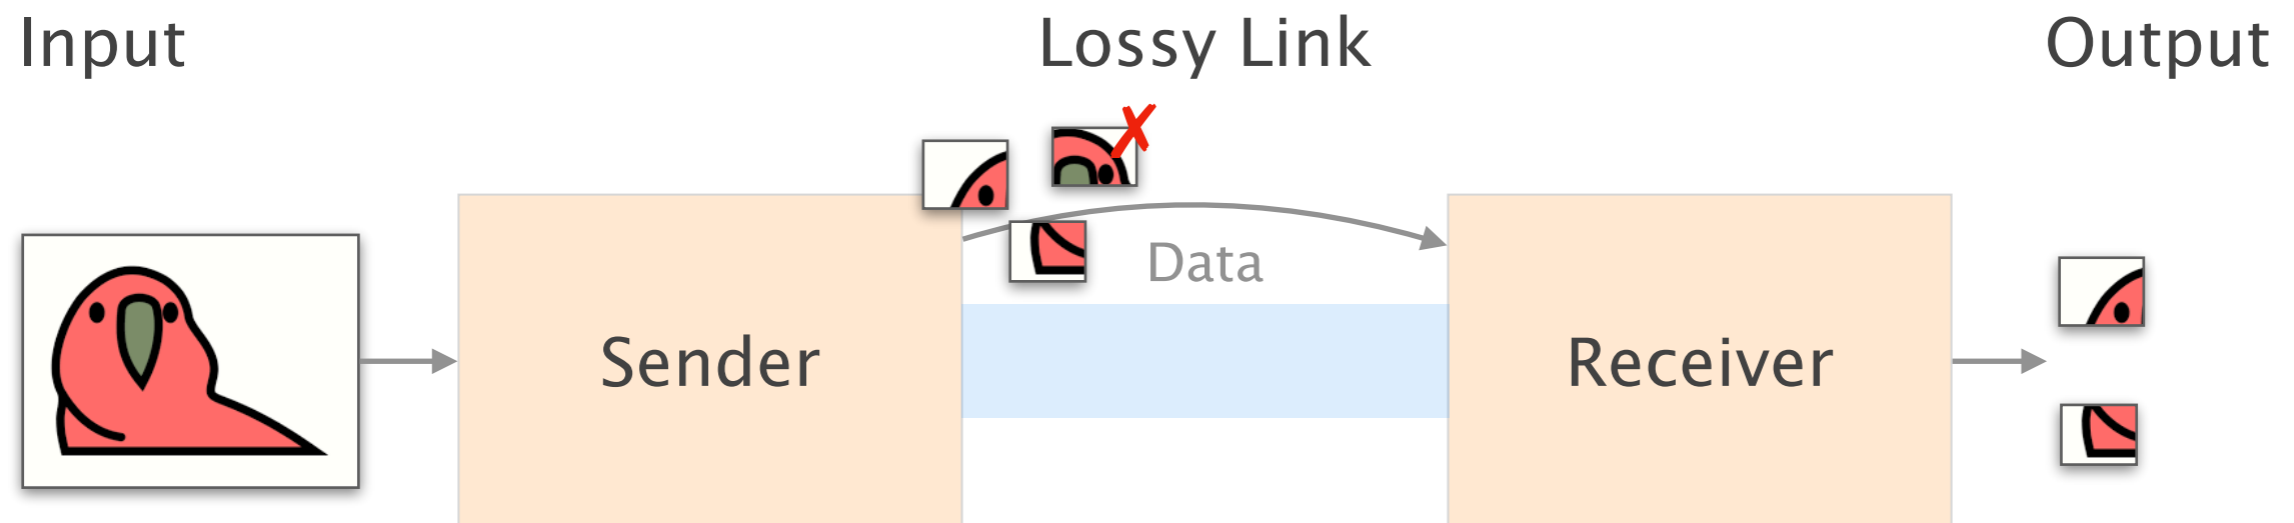 Input
Lossy Link
Output
Data
Sender
Receiver